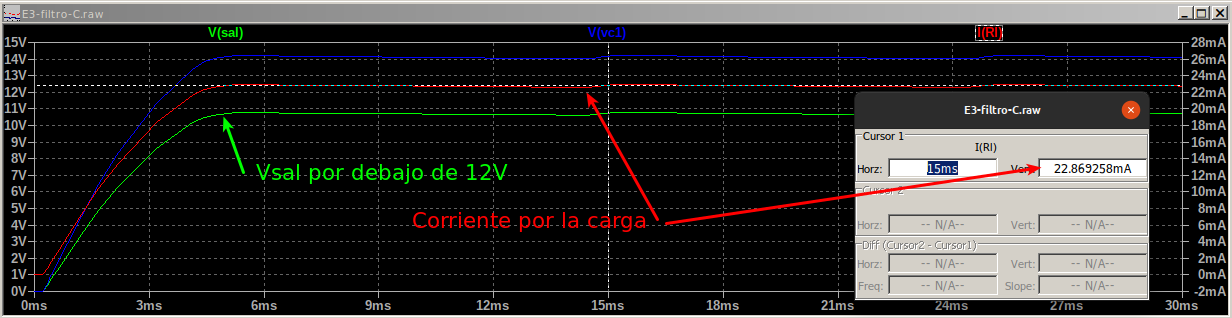 E3-filtro-C.raw
V(sal) V(vc1) I(Rl)
15V 28mA
14V 26mA
13V 24mA
12V 22mA
11V 20mA
10V 18mA
9V 16mA
8V 14mA
7V 12mA
6V 10mA
5V 8mA
4V 6mA
3V 4mA
2V 2mA
1V 0mA
0V -2mA
0ms 3ms 6ms 9ms 12ms 15ms 18ms 21ms 24ms 27ms 30ms
Vsal por debajo de 12V
Corriente por la carga
E3-filtro-C.raw
Cursor 1
I(Rl)
Horz: 15ms Vert: 22.869258mA
Cursor 2
Horz: -- N/A-- Vert: -- N/A--
Diff (Cursor2 - Cursor1)
Horz: -- N/A-- Vert: -- N/A--
Freq: -- N/A-- Slope: -- N/A--